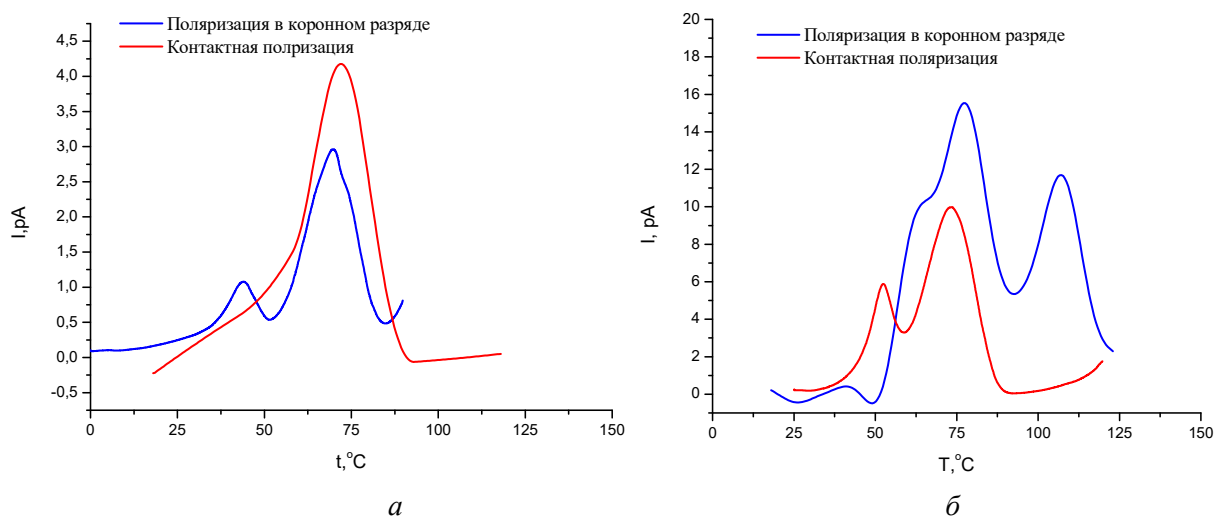 Поляризация в коронном разряде
Контактная полризация
I,pA
4,5
4,0
3,5
3,0
2,5
2,0
1,5
1,0
0,5
0,0
-0,5
0 25 50 75 100 125 150
t,°C
а
Поляризация в коронном разряде
Контактная поляризация
I, pA
20
18
16
14
12
10
8
6
4
2
0
0 25 50 75 100 125 150
T,°C
б